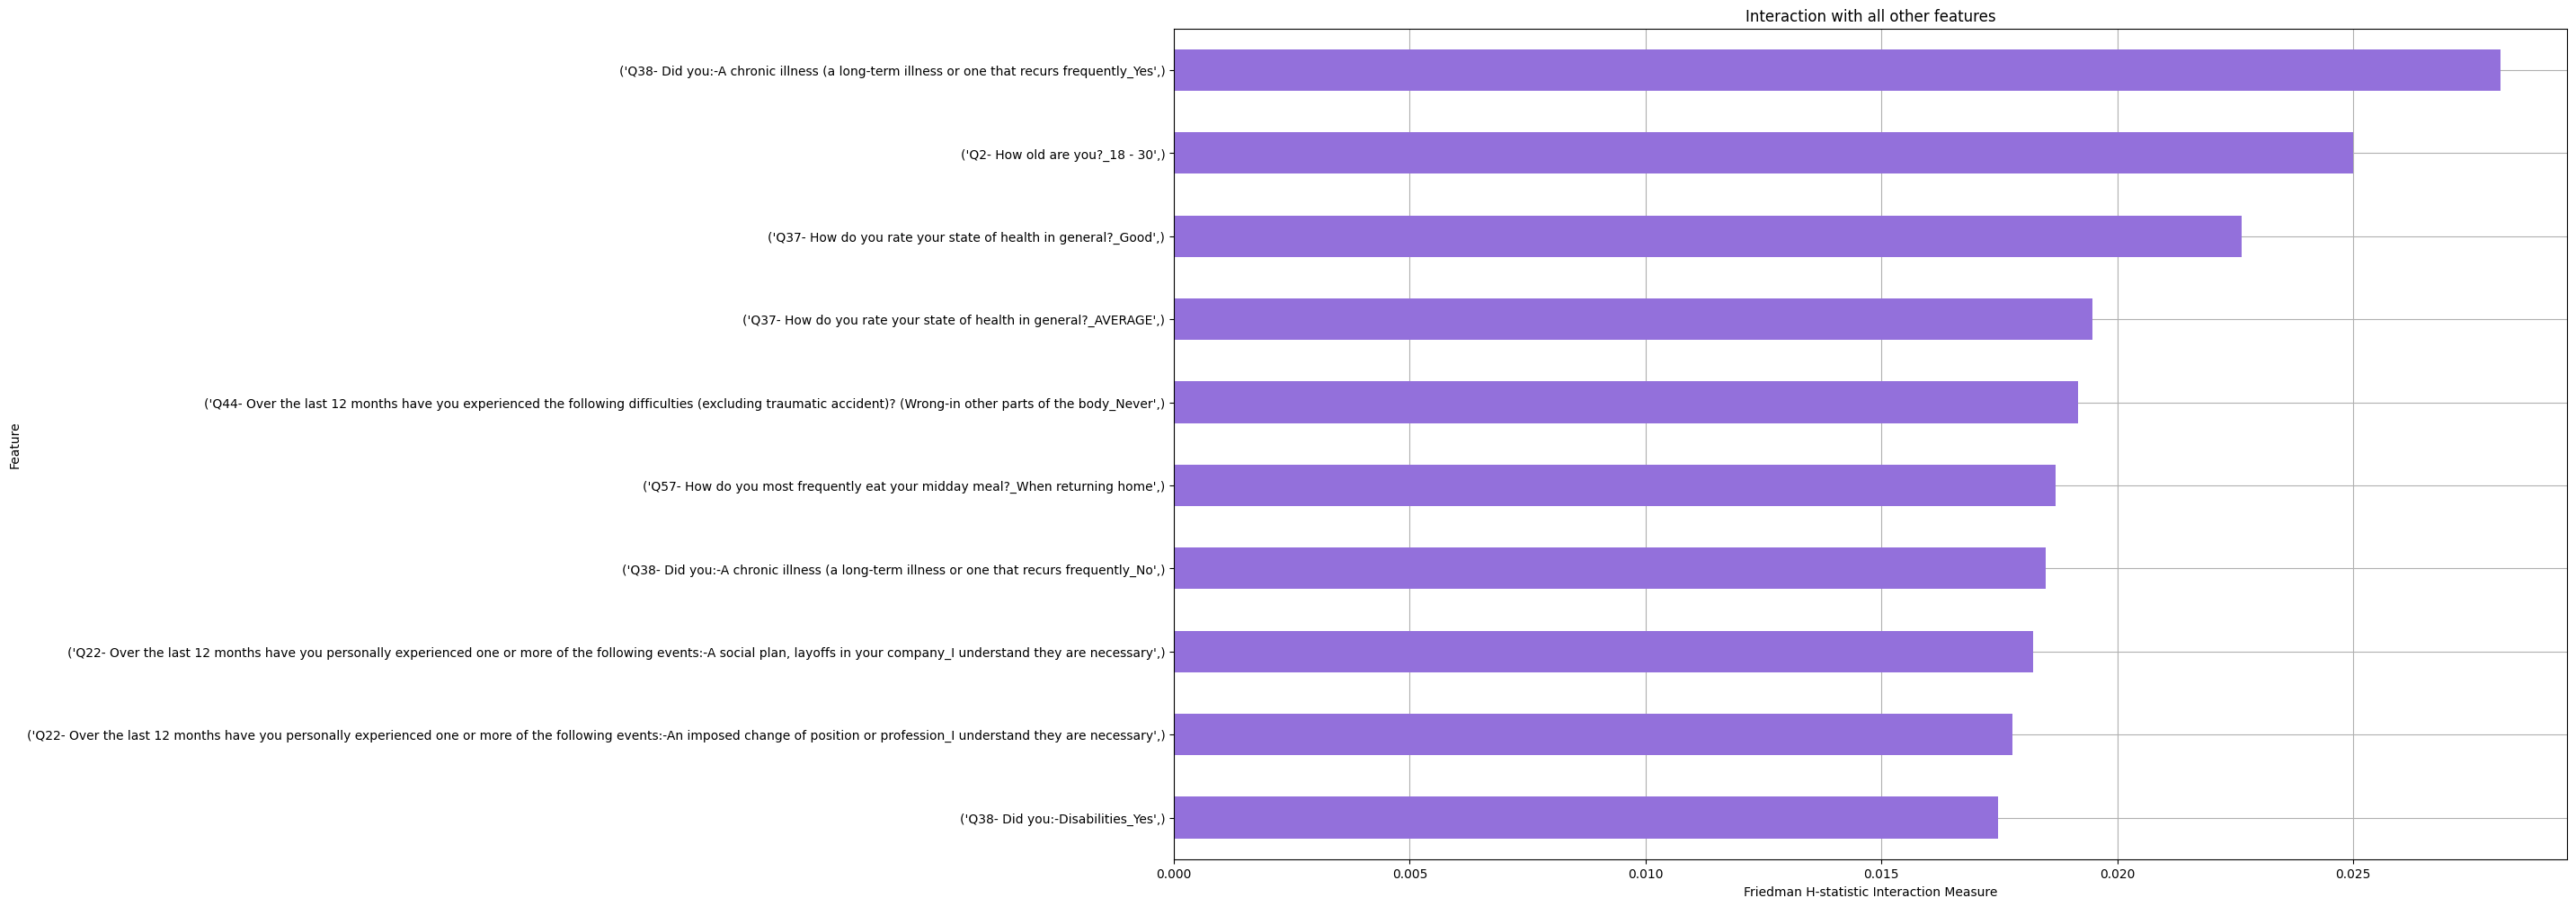 Interaction with all other features
('Q38- Did you:-A chronic illness (a long-term illness or one that recurs frequently_Yes',)
('Q2- How old are you?_18 - 30',)
('Q37- How do you rate your state of health in general?_Good',)
('Q37- How do you rate your state of health in general?_AVERAGE',)
('Q44- Over the last 12 months have you experienced the following difficulties (excluding traumatic accident)? (Wrong-in other parts of the body_Never',)
('Q57- How do you most frequently eat your midday meal?_When returning home',)
('Q38- Did you:-A chronic illness (a long-term illness or one that recurs frequently_No',)
('Q22- Over the last 12 months have you personally experienced one or more of the following events:-A social plan, layoffs in your company_I understand they are necessary',)
('Q22- Over the last 12 months have you personally experienced one or more of the following events:-An imposed change of position or profession_I understand they are necessary',)
('Q38- Did you:-Disabilities_Yes',)
Feature
0.000 0.005 0.010 0.015 0.020 0.025
Friedman H-statistic Interaction Measure